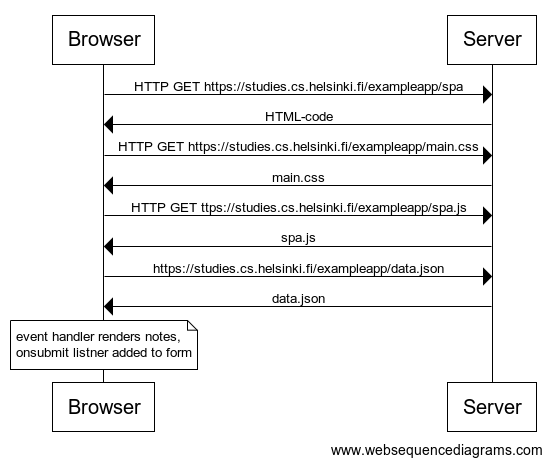 Browser
Server
HTTP GET https://studies.cs.helsinki.fi/exampleapp/spa
HTML-code
HTTP GET https://studies.cs.helsinki.fi/exampleapp/main.css
main.css
HTTP GET ttps://studies.cs.helsinki.fi/exampleapp/spa.js
spa.js
https://studies.cs.helsinki.fi/exampleapp/data.json
data.json
event handler renders notes,
onsubmit listner added to form
Browser
Server
www.websequencediagrams.com